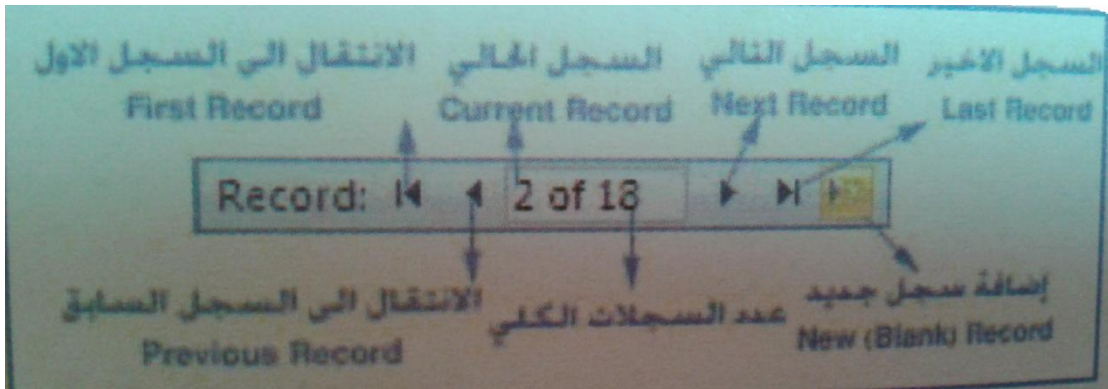 الانتقال الى السجل الاول
First Record
السجل الحالي
Current Record
السجل التالي
Next Record
السجل الاخير
Last Record
Record: 2 of 18
الانتقال الى السجل السابق
Previous Record
عدد السجلات الكلي
إضافة سجل جديد
New (Blank) Record